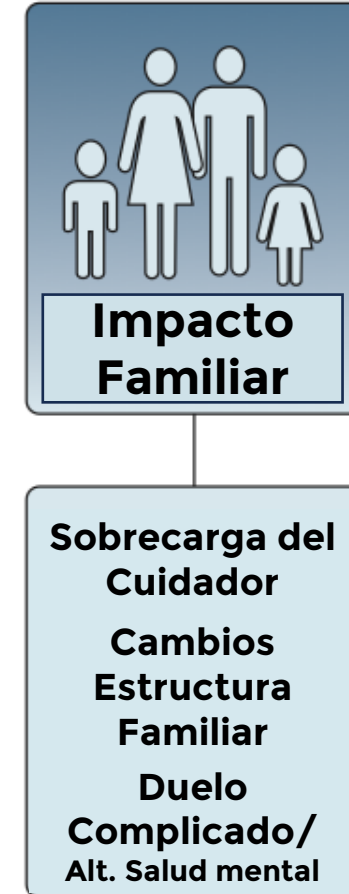 Impacto
Familiar
Sobrecarga del
Cuidador
Cambios
Estructura
Familiar
Duelo
Complicado/
Alt. Salud mental